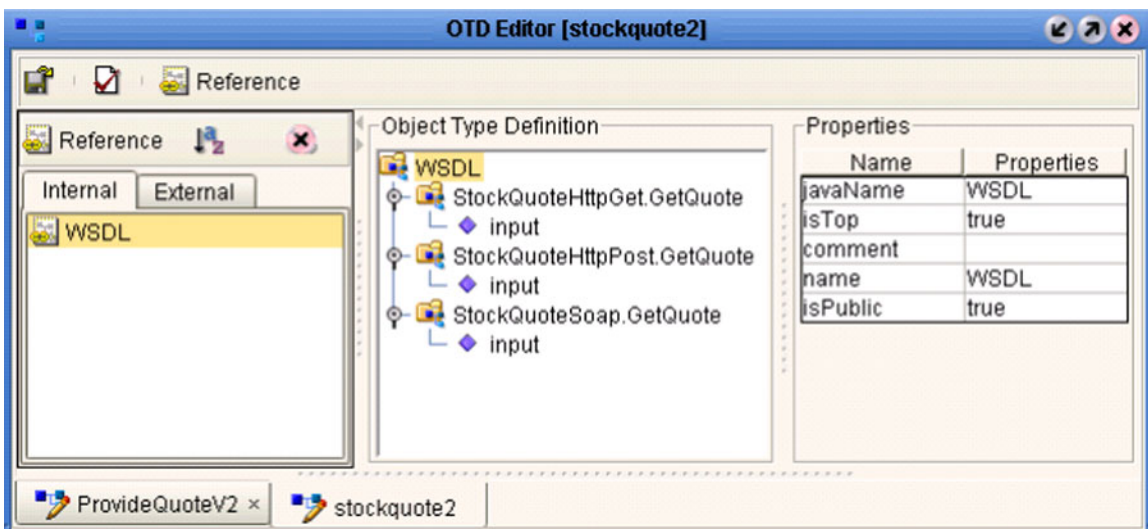 OTD Editor [stockquote2]
Reference
Reference
Internal External
WSDL
Object Type Definition
WSDL
StockQuoteHttpGet.GetQuote
input
StockQuoteHttpPost.GetQuote
input
StockQuoteSoap.GetQuote
input
Properties
Name Properties
javaName WSDL
isTop true
comment
name WSDL
isPublic true
ProvideQuoteV2 × stockquote2